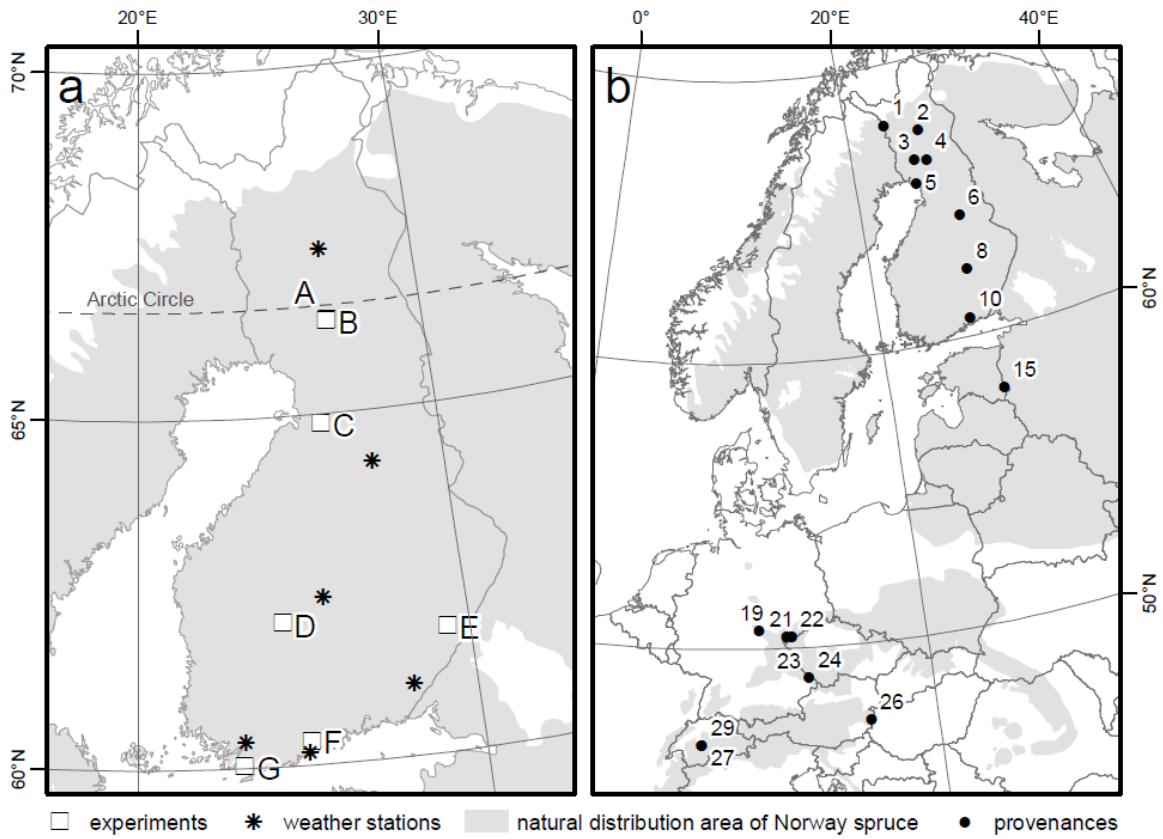 20°E 30°E 0° 20°E 40°E
70°N
65°N
60°N
a
Arctic Circle
A
B
C
D
E
F
G
b
1 2
3 4
5
6
8
10
15
19 21 22
23 24
26
29
27
60°N
50°N
experiments weather stations natural distribution area of Norway spruce provenances